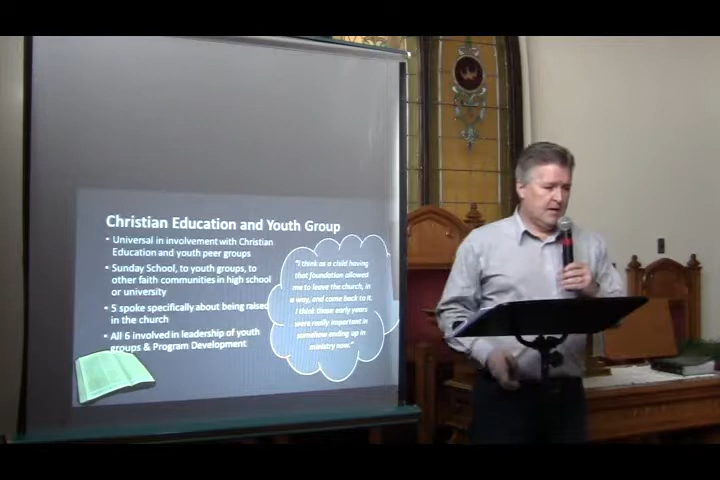 Christian Education and Youth Group
• Universal in involvement with Christian
Education and youth peer groups
• Sunday School, to youth groups, to
other faith communities in high school
or university
• 5 spoke specifically about being raised
in the church
• All 6 involved in leadership of youth
groups & Program Development
"I think as a child having
that foundation allowed
me to leave the church, in
a way, and come back to it.
I think those early years
were really important in
somehow ending up in
ministry now."